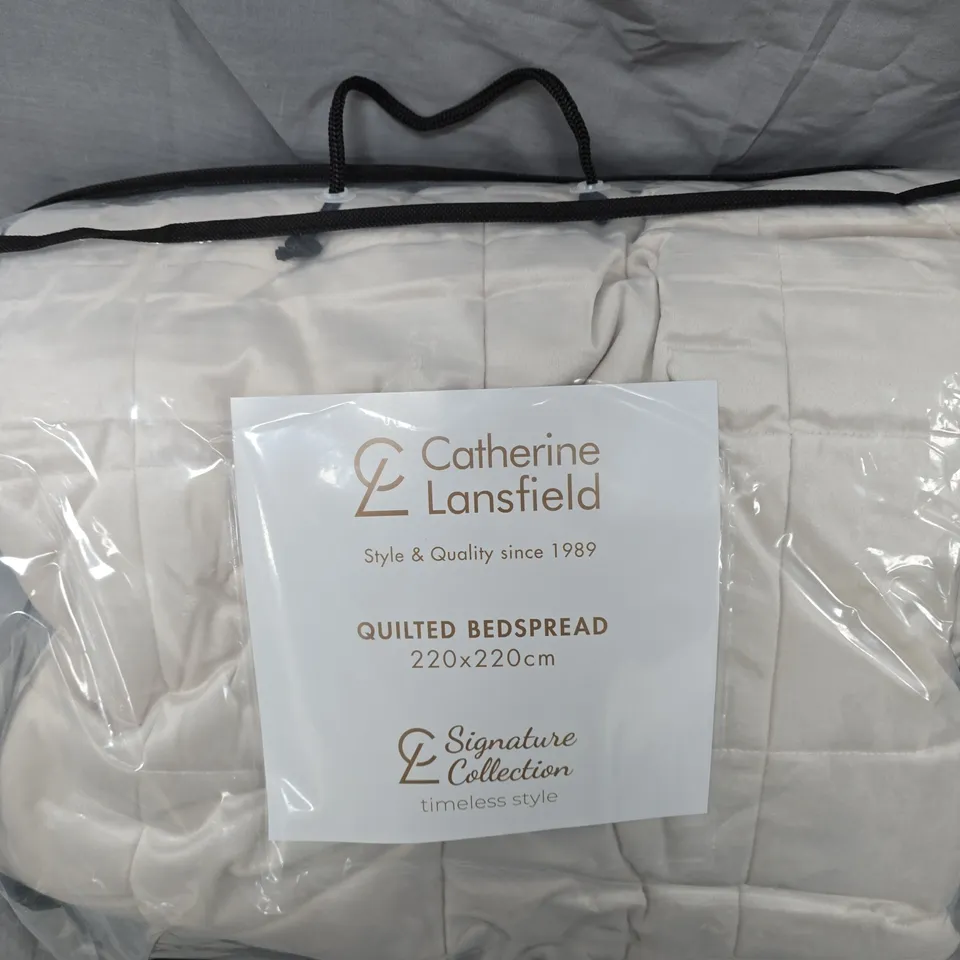 Catherine
Lansfield
Style & Quality since 1989
QUILTED BEDSPREAD
220x220cm
Signature
Collection
timeless style